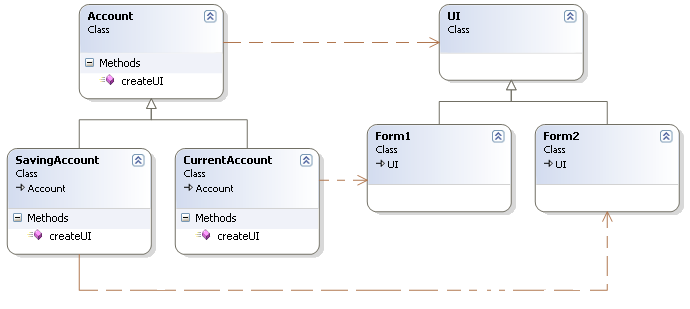 Account
Class
Methods
createUI
UI
Class
SavingAccount
Class
Account
Methods
createUI
CurrentAccount
Class
Account
Methods
createUI
Form1
Class
UI
Form2
Class
UI